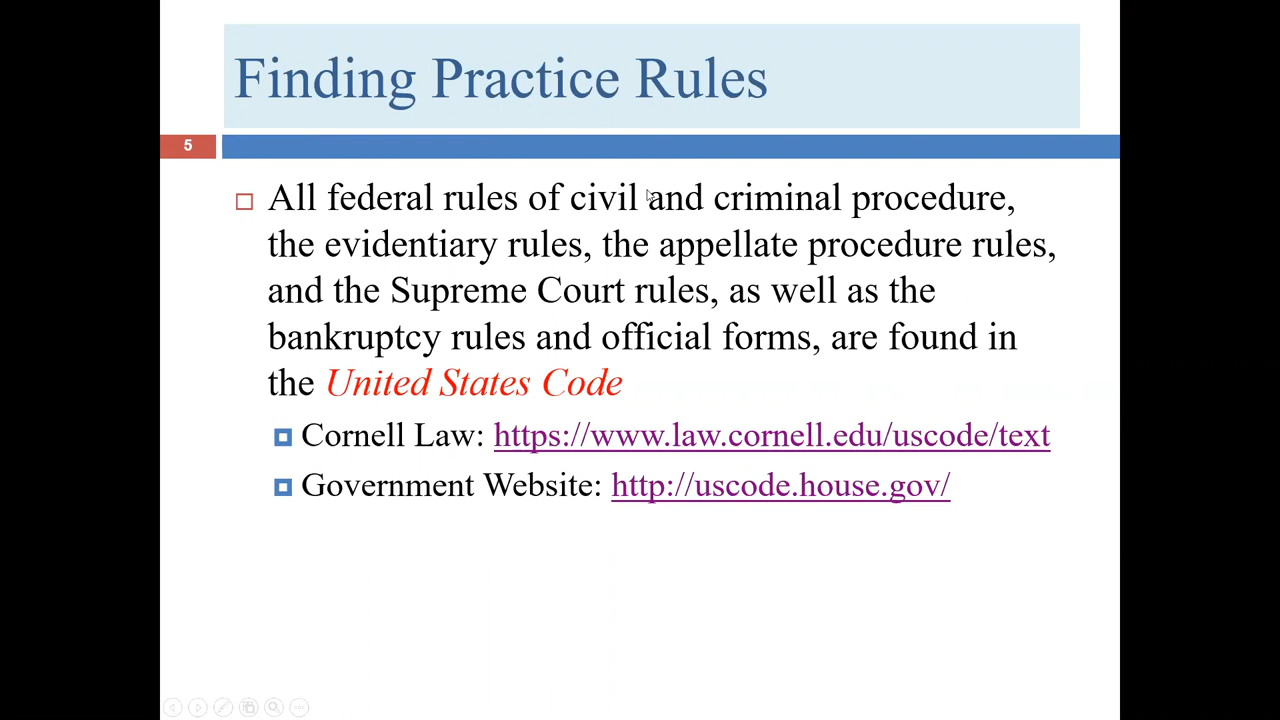 Finding Practice Rules
5
All federal rules of civil and criminal procedure,
the evidentiary rules, the appellate procedure rules,
and the Supreme Court rules, as well as the
bankruptcy rules and official forms, are found in
the United States Code
Cornell Law: https://www.law.cornell.edu/uscode/text
Government Website: http://uscode.house.gov/